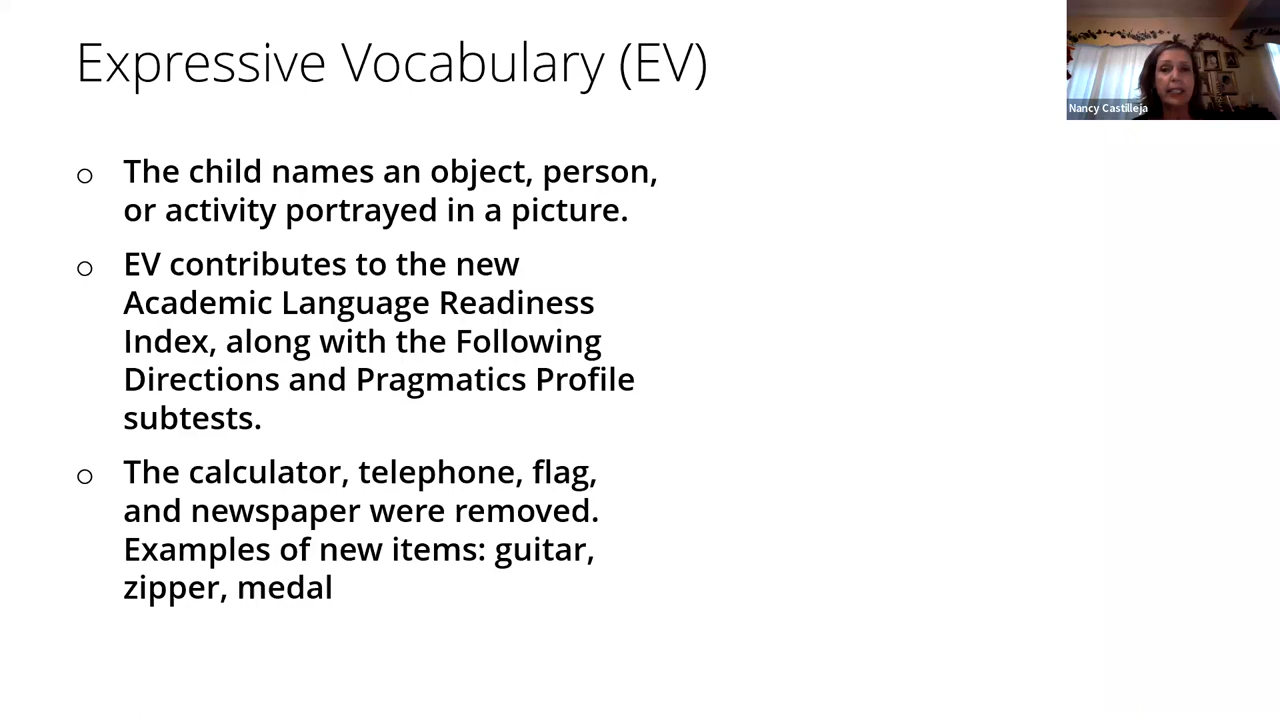 Expressive Vocabulary (EV)
Nancy Castilleja
The child names an object, person,
or activity portrayed in a picture.
EV contributes to the new
Academic Language Readiness
Index, along with the Following
Directions and Pragmatics Profile
subtests.
The calculator, telephone, flag,
and newspaper were removed.
Examples of new items: guitar,
zipper, medal